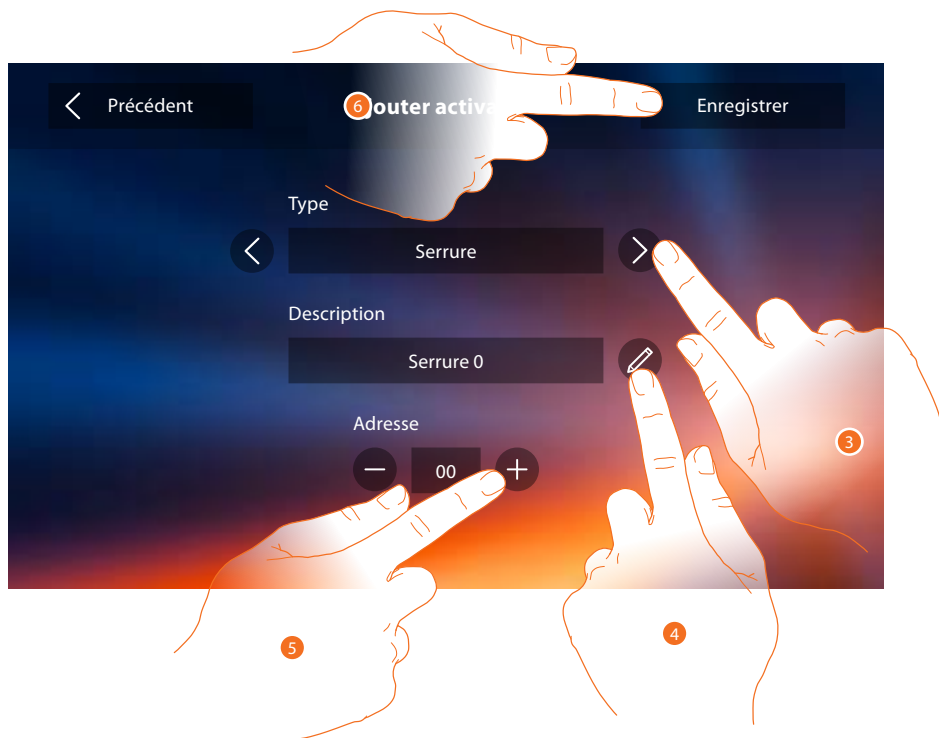 Précédent
6
outer activa
Enregistrer
Type
Serrure
Description
Serrure 0
3
Adresse
00
4
5